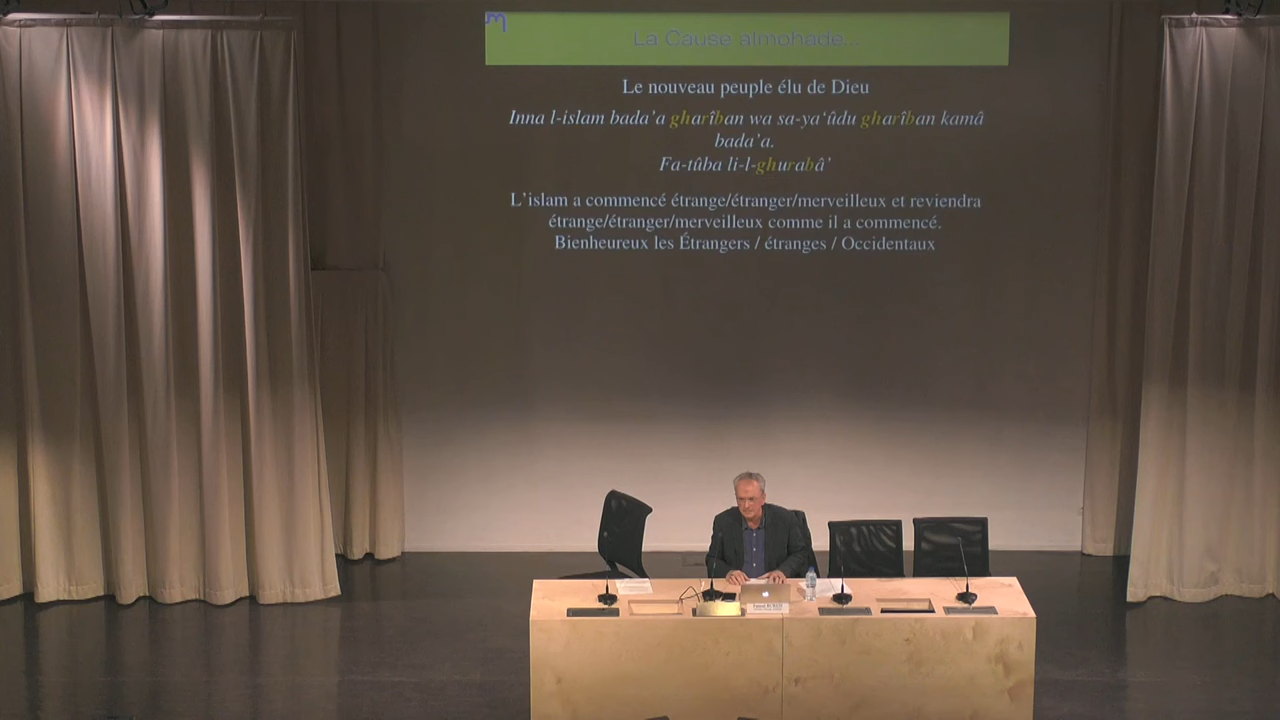 La Cause almohade...
Le nouveau peuple élu de Dieu
Inna l-islam bada’a gharîban wa sa-ya‘ûdu gharîban kamâ
bada’a.
Fa-tûba li-l-ghurabâ’
L’islam a commencé étrange/étranger/merveilleux et reviendra
étrange/étranger/merveilleux comme il a commencé.
Bienheureux les Étrangers / étranges / Occidentaux